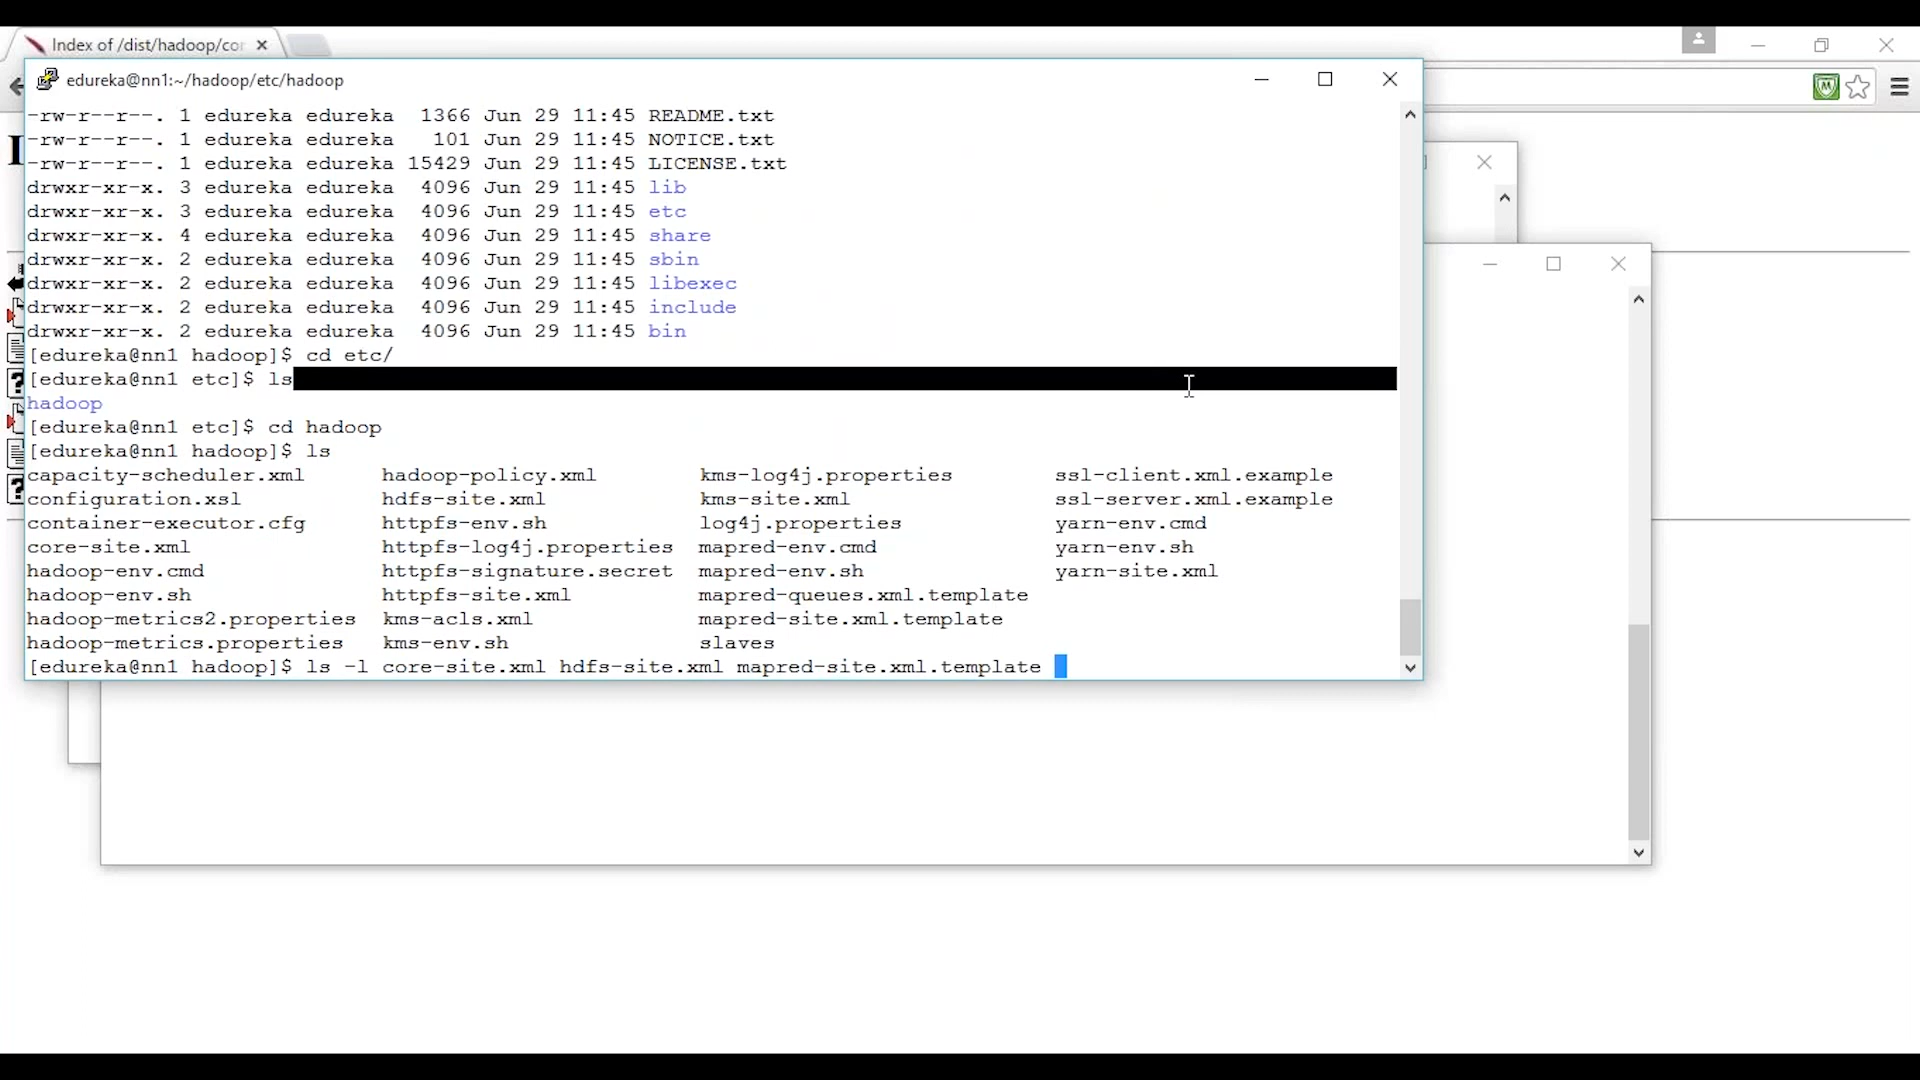 Index of /dist/hadoop/cor
edureka@nn1:~/hadoop/etc/hadoop
-rw-r--r--. 1 edureka edureka  1366 Jun 29 11:45 README.txt
-rw-r--r--. 1 edureka edureka   101 Jun 29 11:45 NOTICE.txt
-rw-r--r--. 1 edureka edureka 15429 Jun 29 11:45 LICENSE.txt
drwxr-xr-x. 3 edureka edureka  4096 Jun 29 11:45 lib
drwxr-xr-x. 3 edureka edureka  4096 Jun 29 11:45 etc
drwxr-xr-x. 4 edureka edureka  4096 Jun 29 11:45 share
drwxr-xr-x. 2 edureka edureka  4096 Jun 29 11:45 sbin
drwxr-xr-x. 2 edureka edureka  4096 Jun 29 11:45 libexec
drwxr-xr-x. 2 edureka edureka  4096 Jun 29 11:45 include
drwxr-xr-x. 2 edureka edureka  4096 Jun 29 11:45 bin
[edureka@nn1 hadoop]$ cd etc/
[edureka@nn1 etc]$ ls
hadoop
[edureka@nn1 etc]$ cd hadoop
[edureka@nn1 hadoop]$ ls
capacity-scheduler.xml      hadoop-policy.xml         kms-log4j.properties        ssl-client.xml.example
configuration.xsl           hdfs-site.xml             kms-site.xml                ssl-server.xml.example
container-executor.cfg      httpfs-env.sh             log4j.properties            yarn-env.cmd
core-site.xml               httpfs-log4j.properties   mapred-env.cmd              yarn-env.sh
hadoop-env.cmd              httpfs-signature.secret   mapred-env.sh               yarn-site.xml
hadoop-env.sh               httpfs-site.xml           mapred-queues.xml.template
hadoop-metrics2.properties  kms-acls.xml              mapred-site.xml.template
hadoop-metrics.properties   kms-env.sh                slaves
[edureka@nn1 hadoop]$ ls -l core-site.xml hdfs-site.xml mapred-site.xml.template